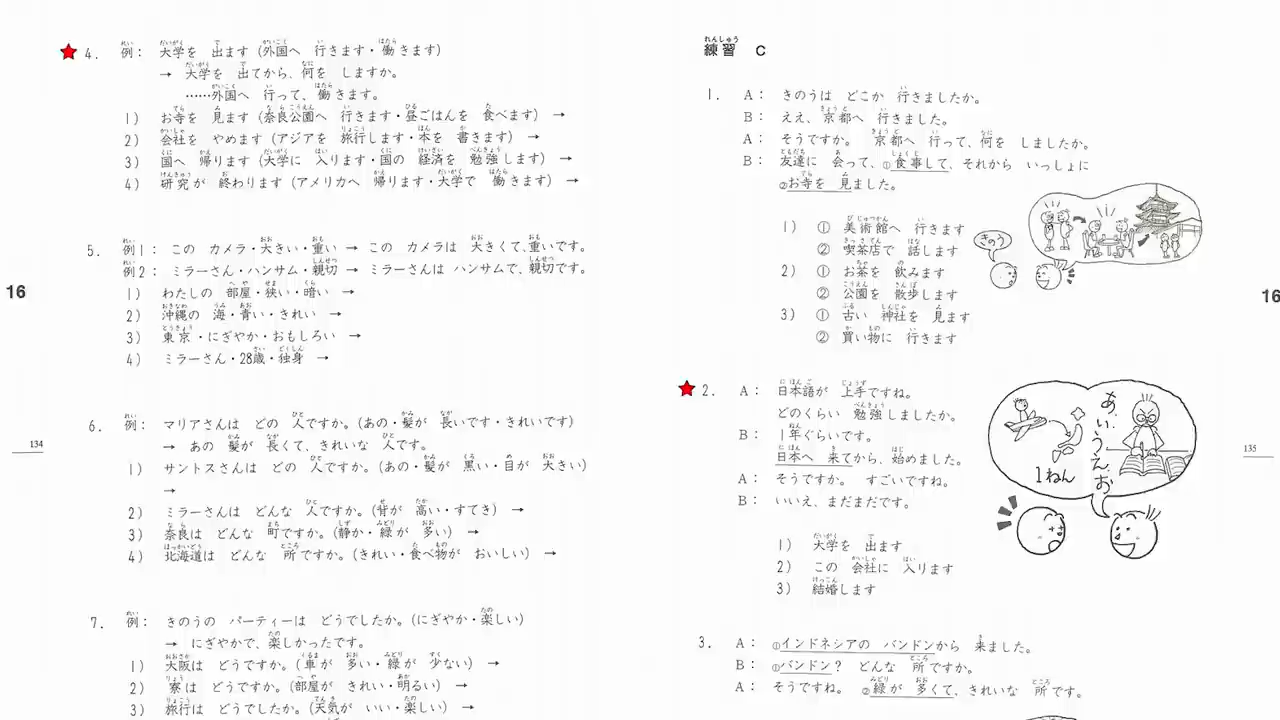 4. 例： 大学を 出ます (外国へ 行きます・働きます)
→ 大学を 出てから、何を しますか。
……外国へ 行って、働きます。
1) お寺を 見ます (奈良公園へ 行きます・昼ごはんを 食べます) →
2) 会社を やめます (アジアを 旅行します・本を 書きます) →
3) 国へ 帰ります (大学に 入ります・国の 経済を 勉強します) →
4) 研究が 終わります (アメリカへ 帰ります・大学で 働きます) →
5. 例1： この カメラ・大きい・重い → この カメラは 大きくて、重いです。
例2： ミラーさん・ハンサム・親切 → ミラーさんは ハンサムで、親切です。
1) わたしの 部屋・狭い・暗い →
2) 沖縄の 海・青い・きれい →
3) 東京・にぎやか・おもしろい →
4) ミラーさん・28歳・独身 →
16
6. 例： マリアさんは どの 人ですか。(あの・髪が 長いです・きれいです)
→ あの 髪が 長くて、きれいな 人です。
1) サントスさんは どの 人ですか。(あの・髪が 黒い・目が 大きい)
→
2) ミラーさんは どんな 人ですか。(背が 高い・すてき) →
3) 奈良は どんな 町ですか。(静か・緑が 多い) →
4) 北海道は どんな 所ですか。(きれい・食べ物が おいしい) →
134
7. 例： きのうの パーティーは どうでしたか。(にぎやか・楽しい)
→ にぎやかで、楽しかったです。
1) 大阪は どうですか。(車が 多い・緑が 少ない) →
2) 寮は どうですか。(部屋が きれい・明るい) →
3) 旅行は どうでしたか。(天気が いい・楽しい) →
練習 C
1. A： きのうは どこか 行きましたか。
B： ええ、京都へ 行きました。
A： そうですか。 京都へ 行って、何を しましたか。
B： 友達に 会って、①食事して、それから いっしょに
②お寺を 見ました。
きのう
1) ① 美術館へ 行きます
② 喫茶店で 話します
2) ① お茶を 飲みます
② 公園を 散歩します
3) ① 古い 神社を 見ます
② 買い物に 行きます
16
2. A： 日本語が 上手ですね。
どのくらい 勉強しましたか。
B： 1年ぐらいです。
日本へ 来てから、始めました。
A： そうですか。 すごいですね。
B： いいえ、まだまだです。
1ねん
あ、い、うえお
1) 大学を 出ます
2) この 会社に 入ります
3) 結婚します
135
3. A： ①インドネシアの バンドンから 来ました。
B： ①バンドン？ どんな 所ですか。
A： そうですね。 ②緑が 多くて、きれいな 所です。